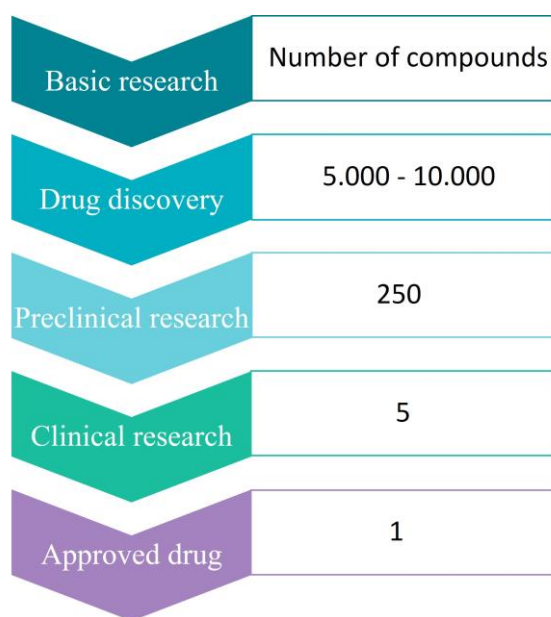 Basic research
Number of compounds
Drug discovery
5.000 - 10.000
Preclinical research
250
Clinical research
5
Approved drug
1